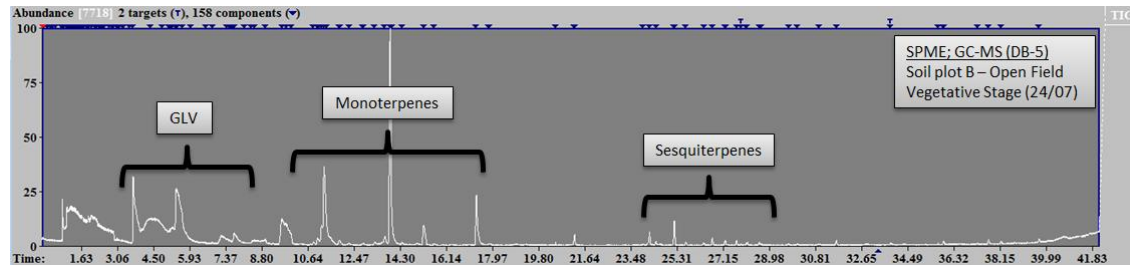 Abundance [7718] 2 targets (T), 158 components (▼)
TIC
100
SPME; GC-MS (DB-5)
Soil plot B – Open Field
Vegetative Stage (24/07)
75
Monoterpenes
GLV
50
Sesquiterpenes
25
0
Time: 1.63 3.06 4.50 5.93 7.37 8.80 10.64 12.47 14.30 16.14 17.97 19.80 21.64 23.48 25.31 27.15 28.98 30.81 32.65 34.49 36.32 38.15 39.99 41.83